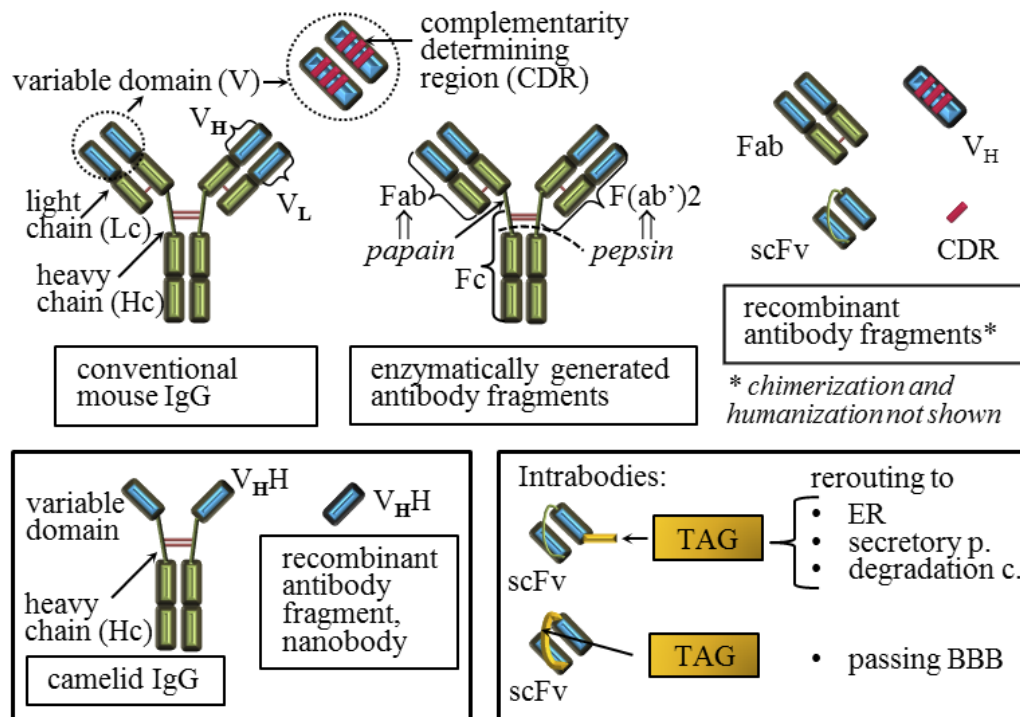 complementarity
determining
region (CDR)
variable domain (V)
VH
VL
light
chain (Lc)
heavy
chain (Hc)
conventional
mouse IgG
Fab
F(ab’)2
papain
pepsin
Fc
enzymatically generated
antibody fragments
Fab
VH
scFv
CDR
recombinant
antibody fragments*
* chimerization and
humanization not shown
variable
domain
VHH
heavy
chain (Hc)
camelid IgG
VHH
recombinant
antibody
fragment,
nanobody
Intrabodies:
scFv
TAG
rerouting to
• ER
• secretory p.
• degradation c.
scFv
TAG
• passing BBB